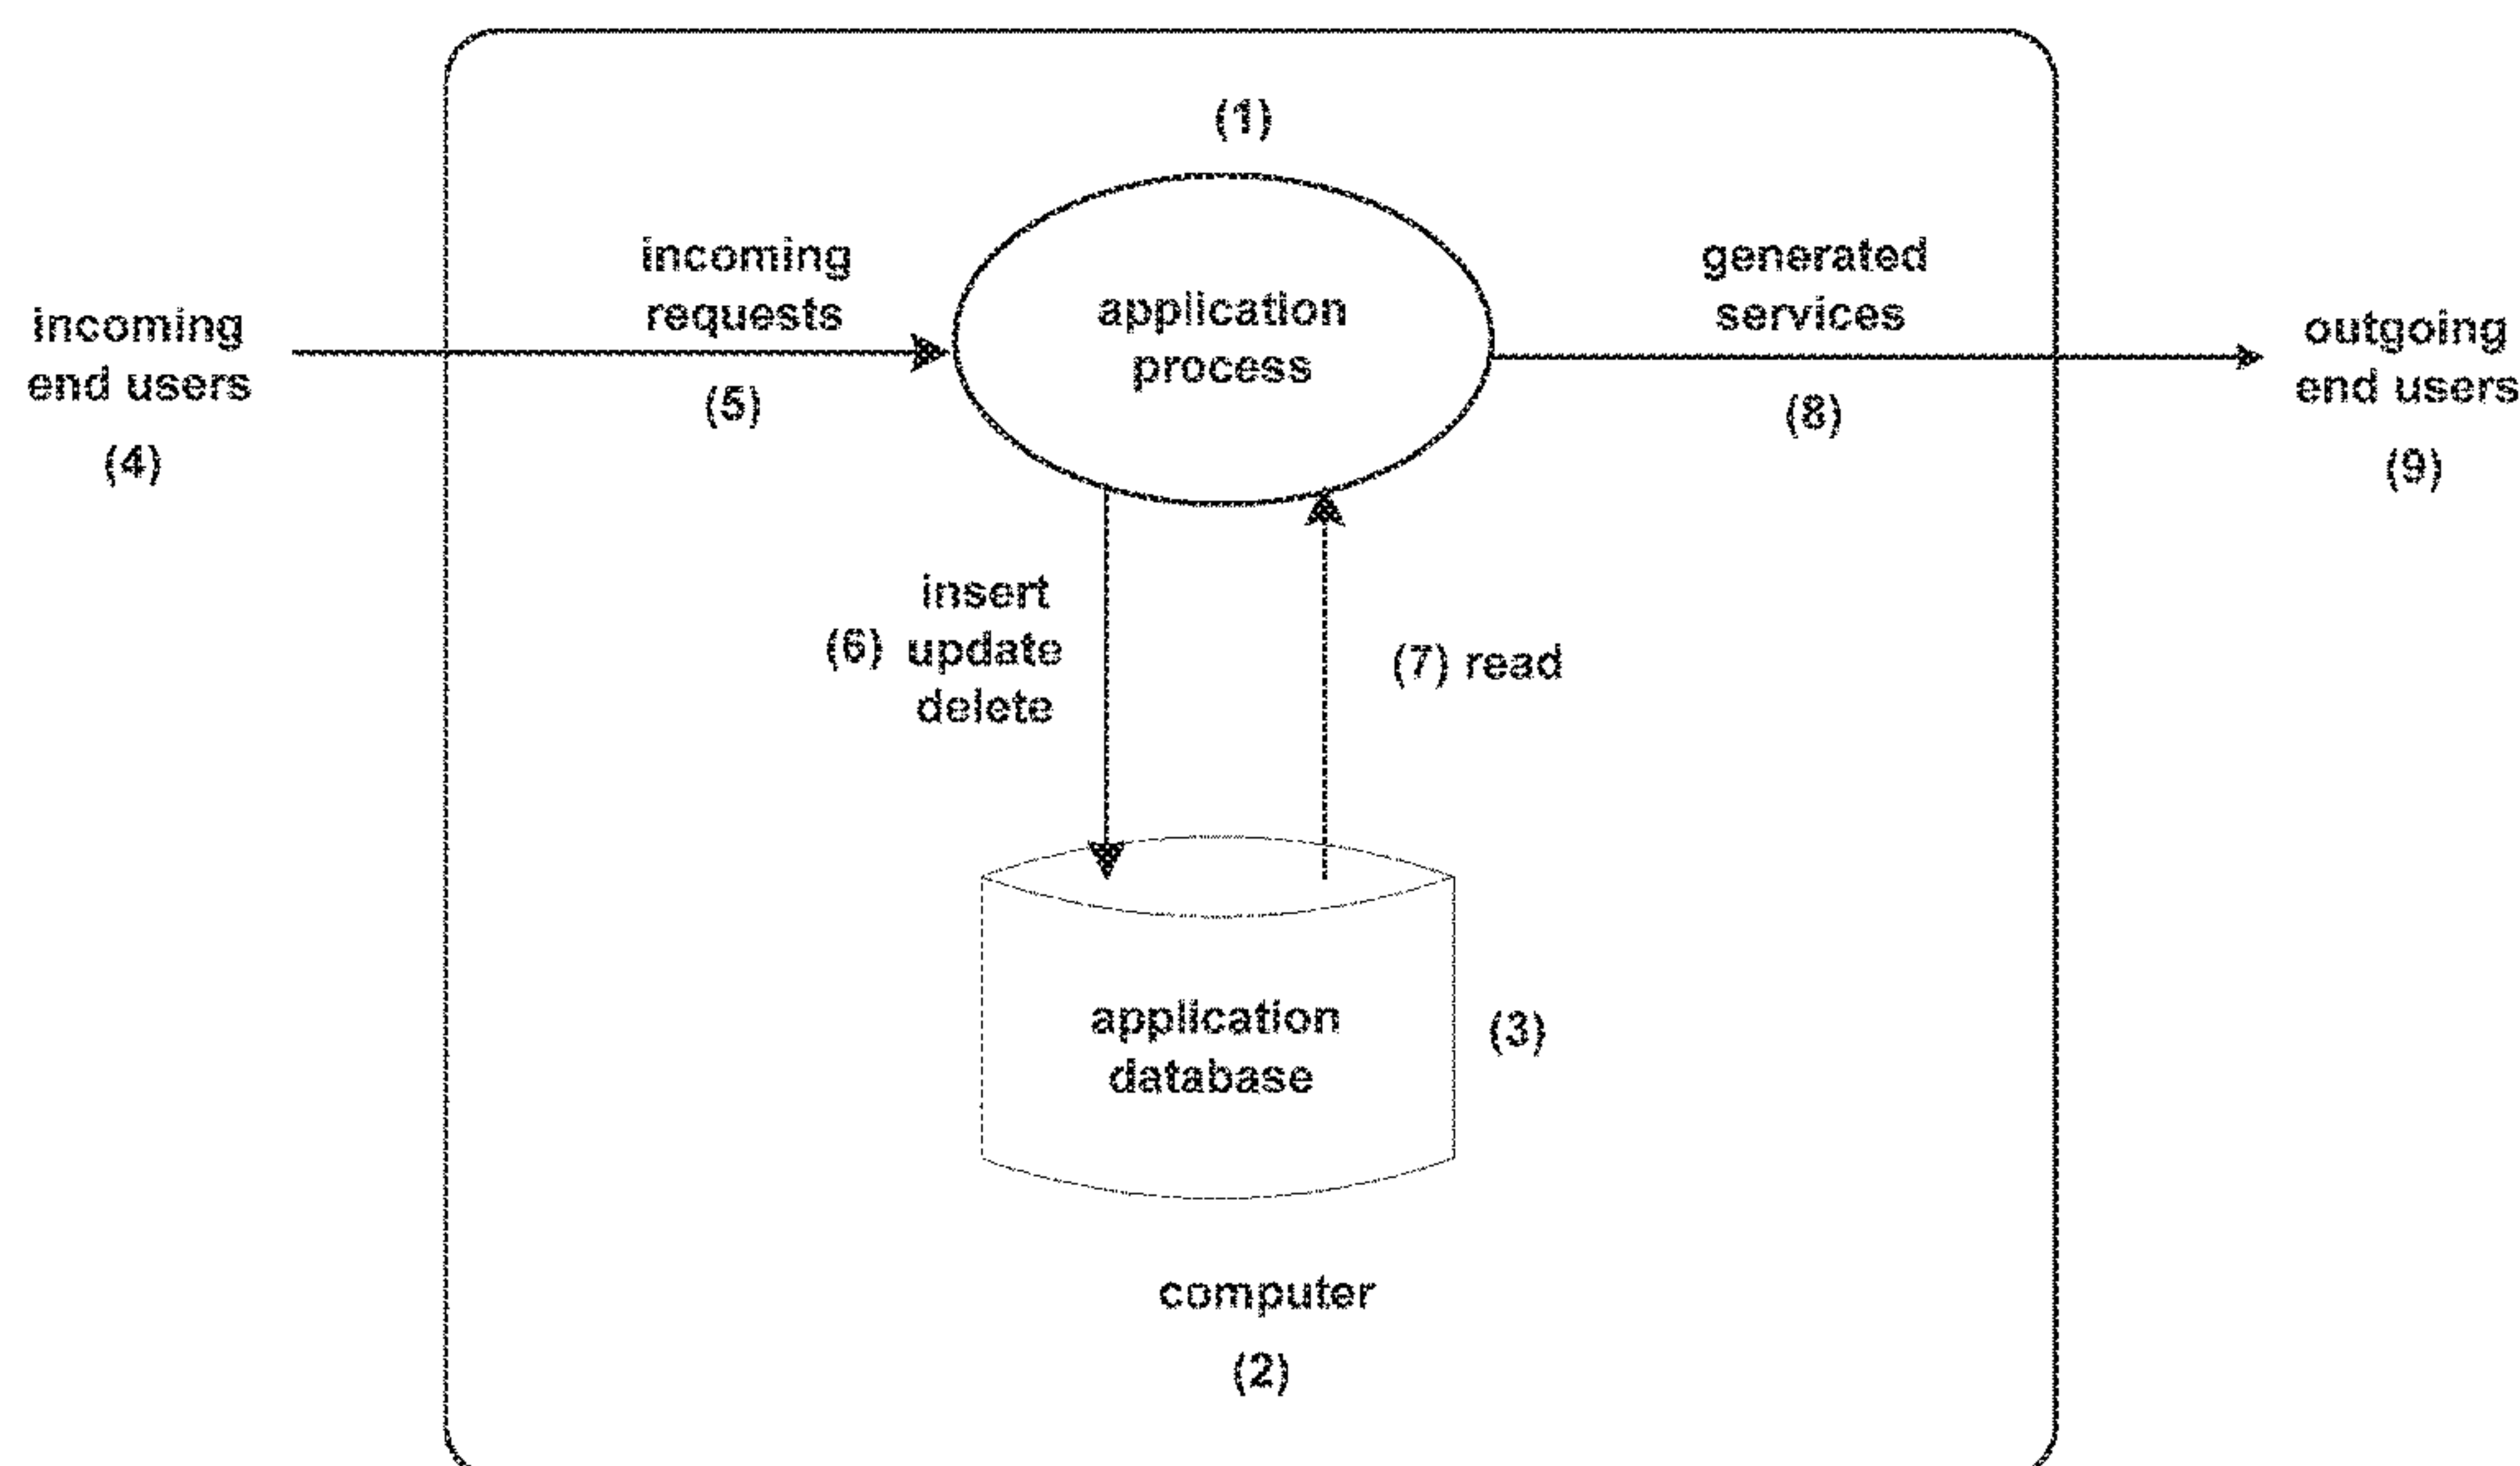 (1)
incoming
requests
(5)
application
process
generated
services
(8)
incoming
end users
(4)
outgoing
end users
(9)
insert
(6) update
delete
(7) read
application
database
(3)
computer
(2)